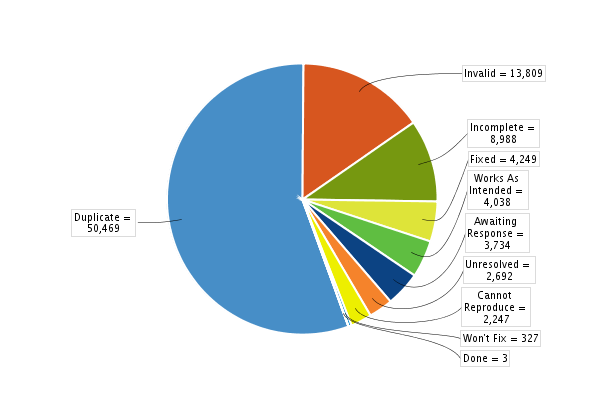 Invalid = 13,809
Incomplete =
8,988
Fixed = 4,249
Works As
Intended =
4,038
Awaiting
Response =
3,734
Unresolved =
2,692
Cannot
Reproduce =
2,247
Won't Fix = 327
Done = 3
Duplicate =
50,469